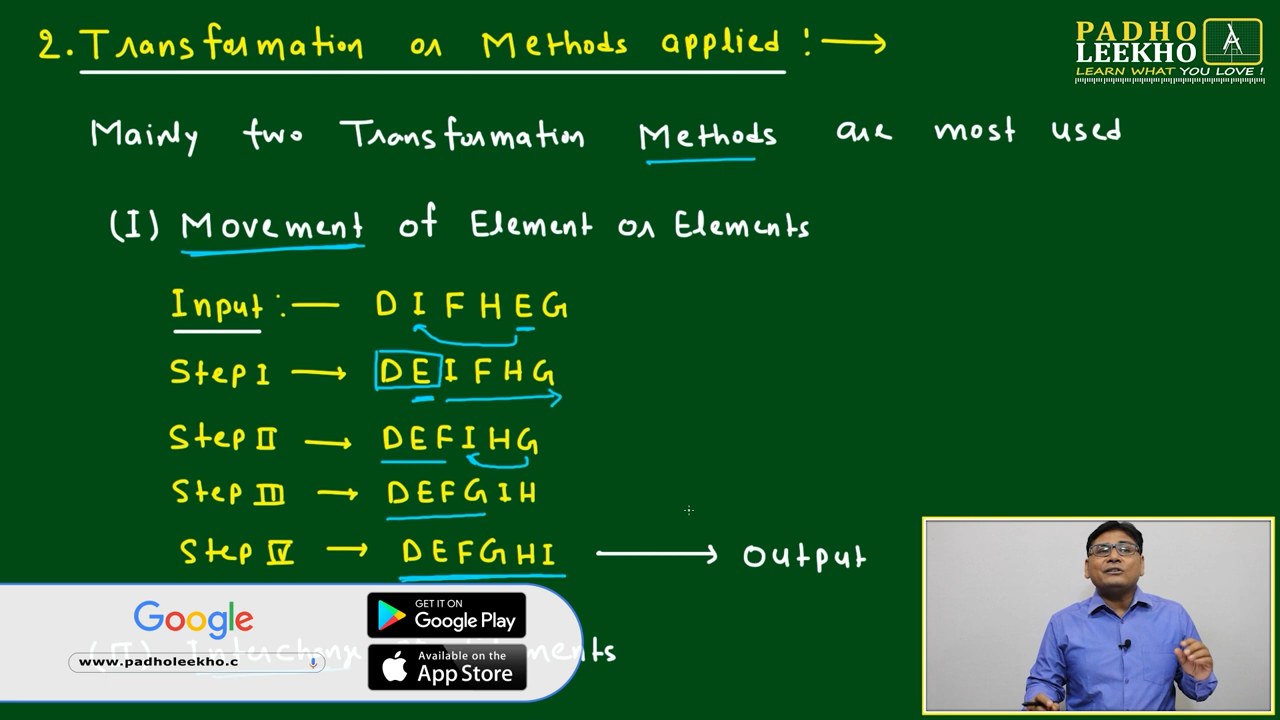 2. Transformation or Methods applied :→
PADHO
LEEKHO
LEARN WHAT YOU LOVE !
Mainly two Transformation Methods are most used
(I) Movement of Element or Elements
Input :— D I F H E G
Step I → D E I F H G
Step II → D E F I H G
Step III → D E F G I H
Step IV → D E F G H I → Output
Google
GET IT ON
Google Play
www.padholeekho.c
Available on the
App Store